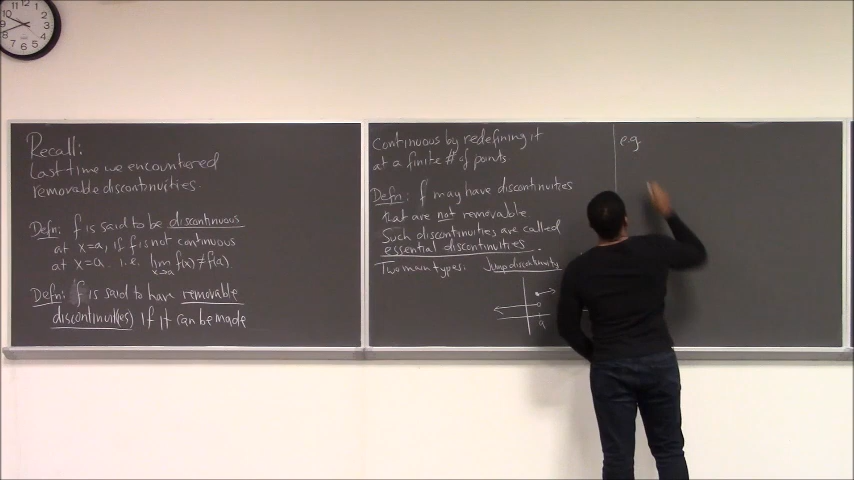 Recall:
Last time we encountered
removable discontinuities.
Defn: f is said to be discontinuous
at x=a, if f is not continuous
at x=a. i.e. lim f(x)≠f(a)
x→a
Defn: f is said to have removable
discontinuit(ies) if it can be made
continuous by redefining it
at a finite # of points
Defn: f may have discontinuities
that are not removable
Such discontinuities are called
essential discontinuities.
Two main types: Jump discontinuity
a
e.g.